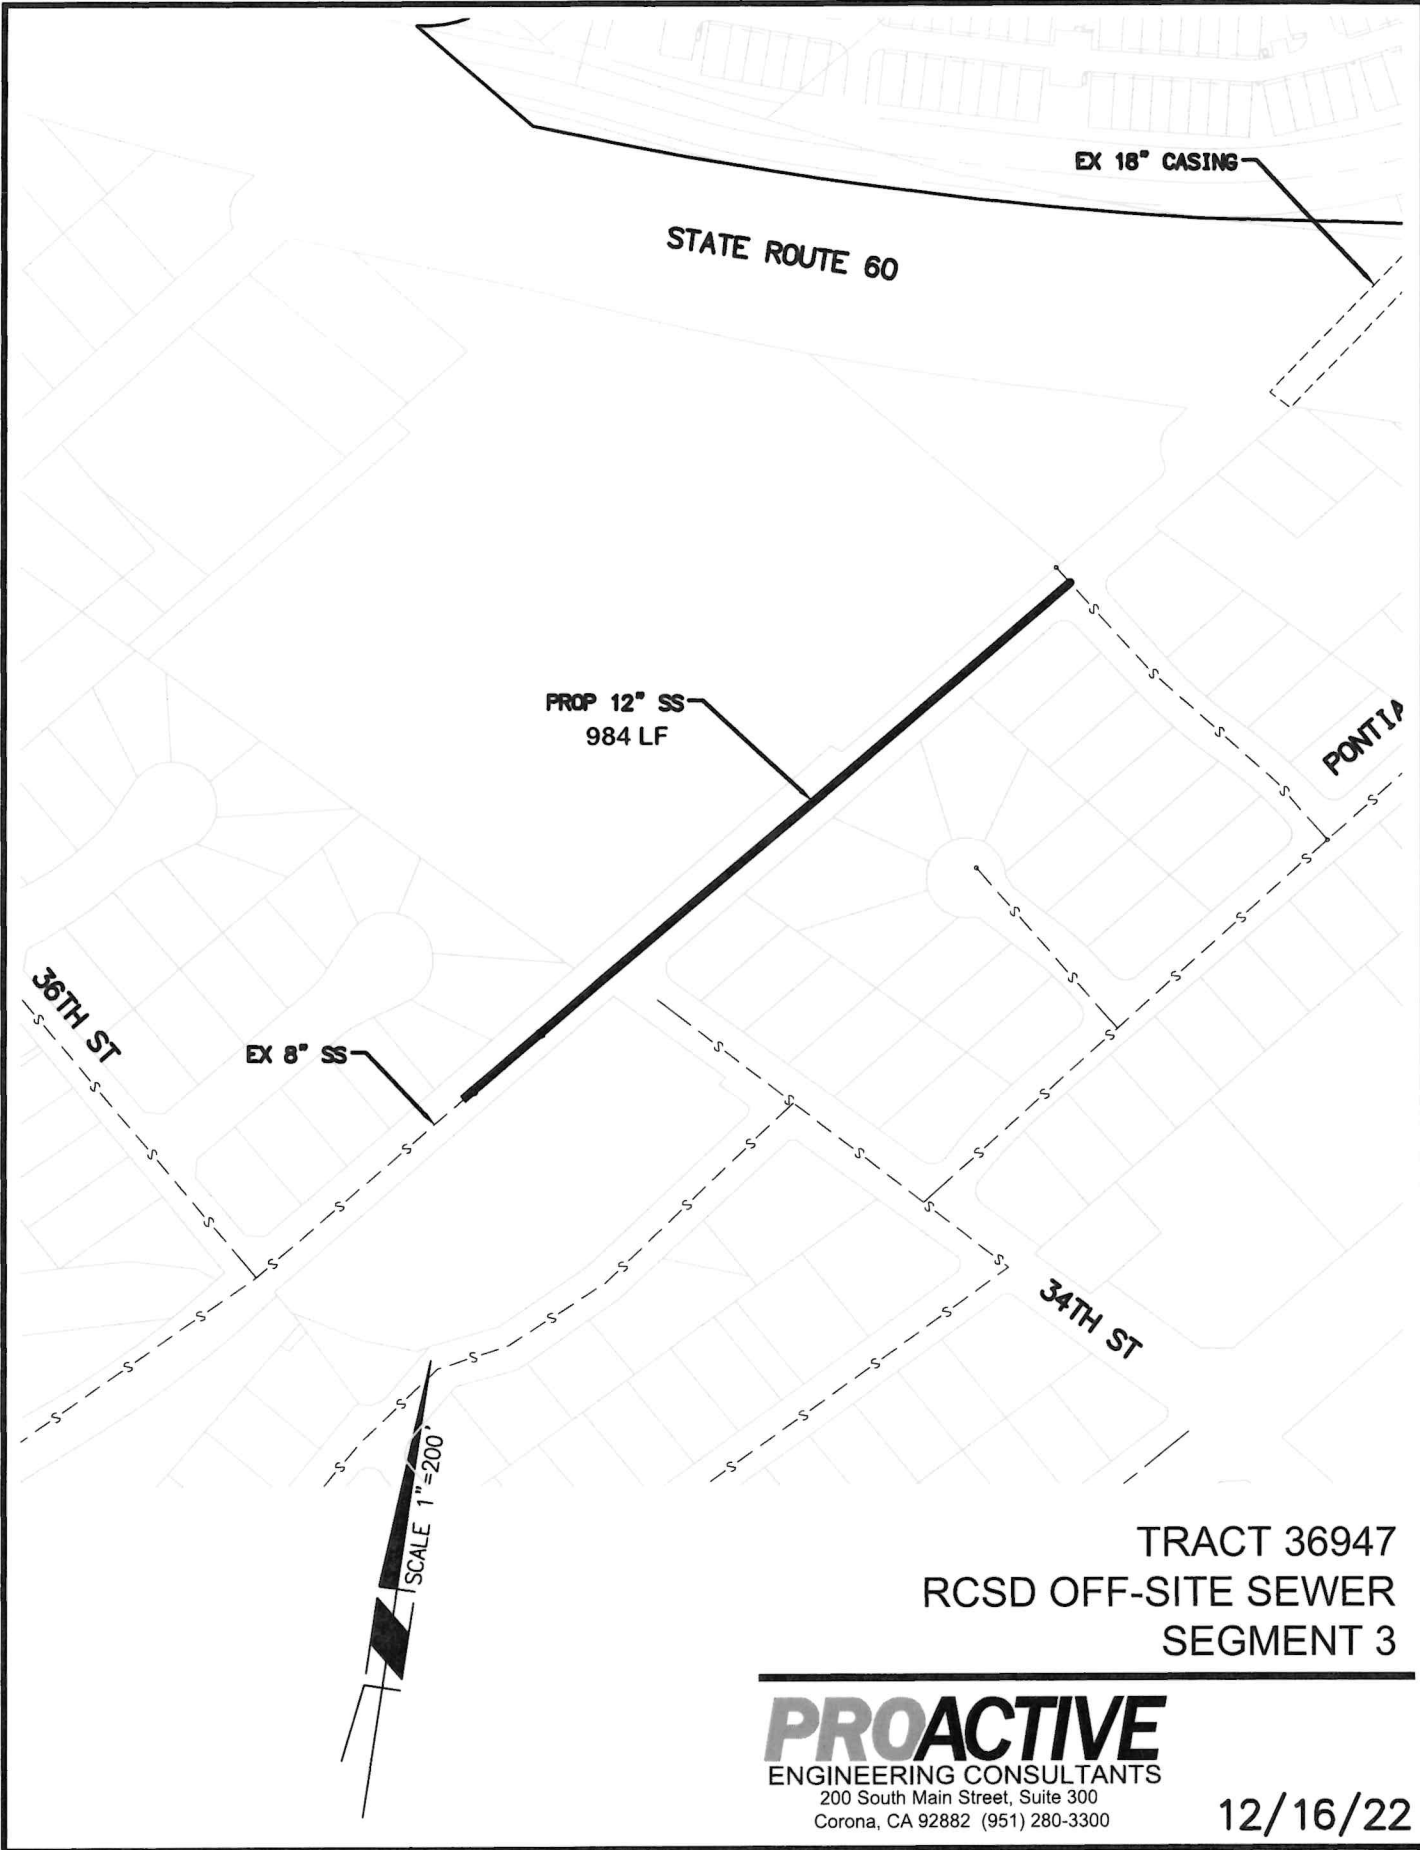 EX 18" CASING
STATE ROUTE 60
PROP 12" SS
984 LF
PONTIA
36TH ST
EX 8" SS
34TH ST
SCALE 1"=200'
TRACT 36947
RCSD OFF-SITE SEWER
SEGMENT 3
PROACTIVE
ENGINEERING CONSULTANTS
200 South Main Street, Suite 300
Corona, CA 92882 (951) 280-3300
12/16/22